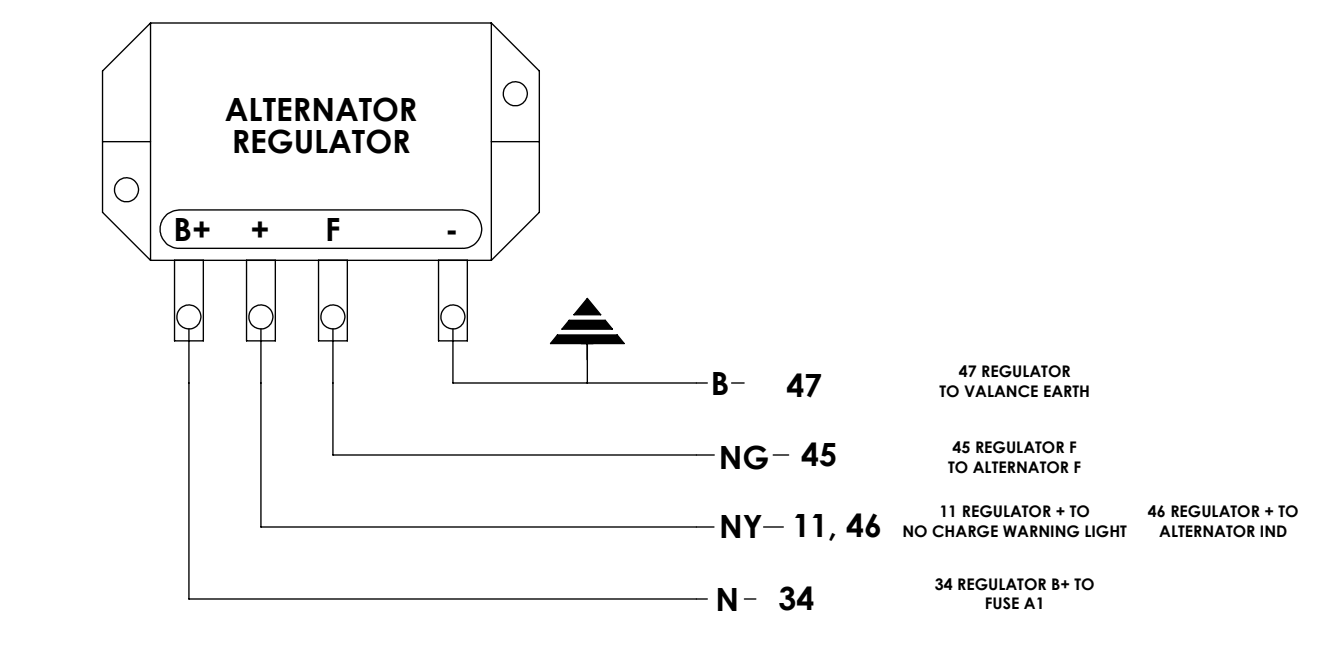 ALTERNATOR
REGULATOR
B+ + F -
B 47 47 REGULATOR
TO VALANCE EARTH
NG 45 45 REGULATOR F
TO ALTERNATOR F
NY 11, 46 11 REGULATOR + TO
NO CHARGE WARNING LIGHT
46 REGULATOR + TO
ALTERNATOR IND
N 34 34 REGULATOR B+ TO
FUSE A1